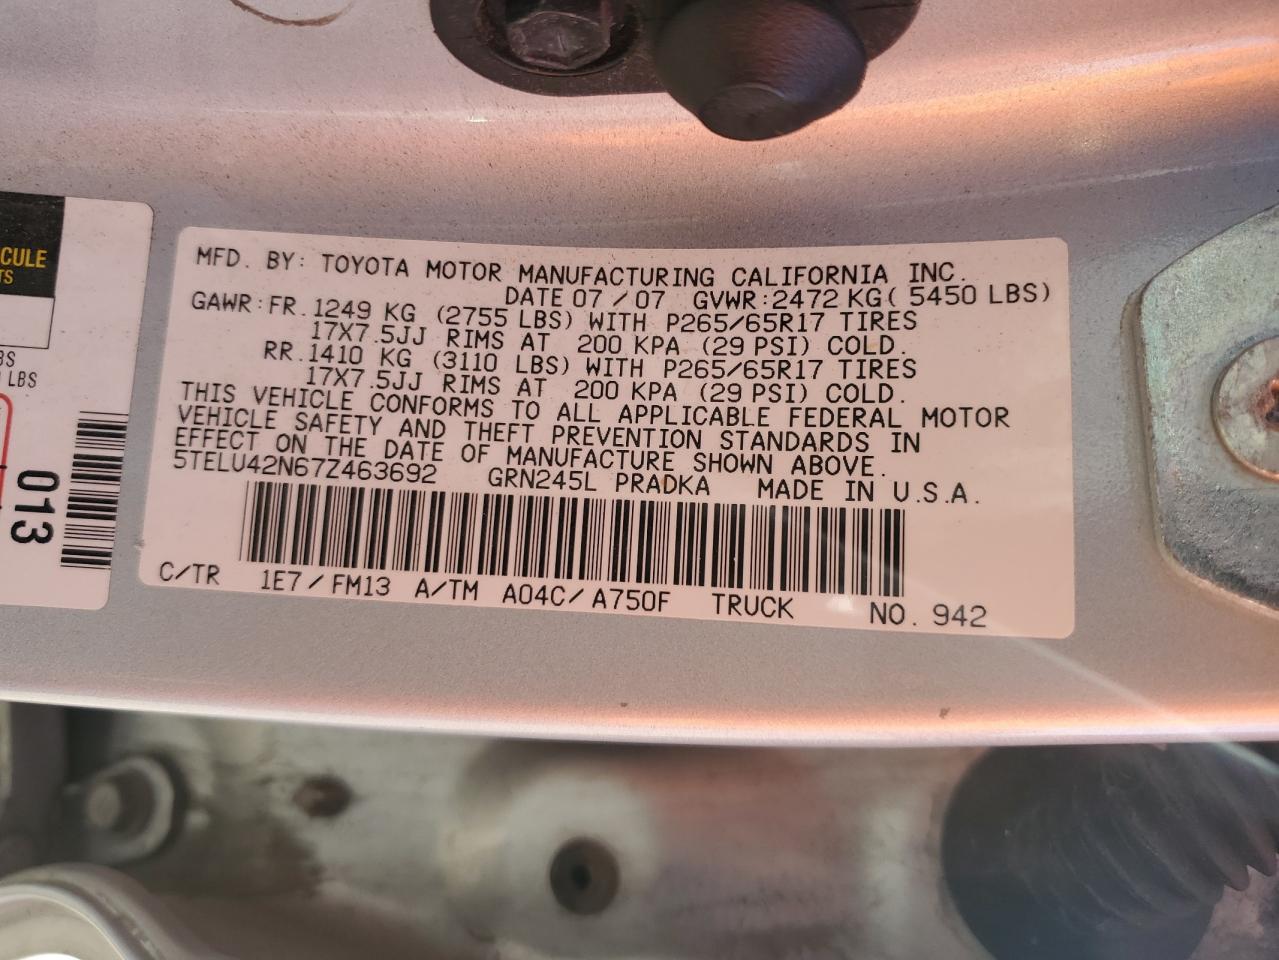 CULE
TS
BS
LBS
013
MFD. BY: TOYOTA MOTOR MANUFACTURING CALIFORNIA INC.
DATE 07/07 GVWR:2472 KG( 5450 LBS)
GAWR:FR. 1249 KG (2755 LBS) WITH P265/65R17 TIRES
17X7.5JJ RIMS AT 200 KPA (29 PSI) COLD.
RR. 1410 KG (3110 LBS) WITH P265/65R17 TIRES
17X7.5JJ RIMS AT 200 KPA (29 PSI) COLD.
THIS VEHICLE CONFORMS TO ALL APPLICABLE FEDERAL MOTOR
VEHICLE SAFETY AND THEFT PREVENTION STANDARDS IN
EFFECT ON THE DATE OF MANUFACTURE SHOWN ABOVE.
5TELU42N67Z463692 GRN245L PRADKA MADE IN U.S.A.
C/TR 1E7/FM13 A/TM A04C/A750F TRUCK NO. 942